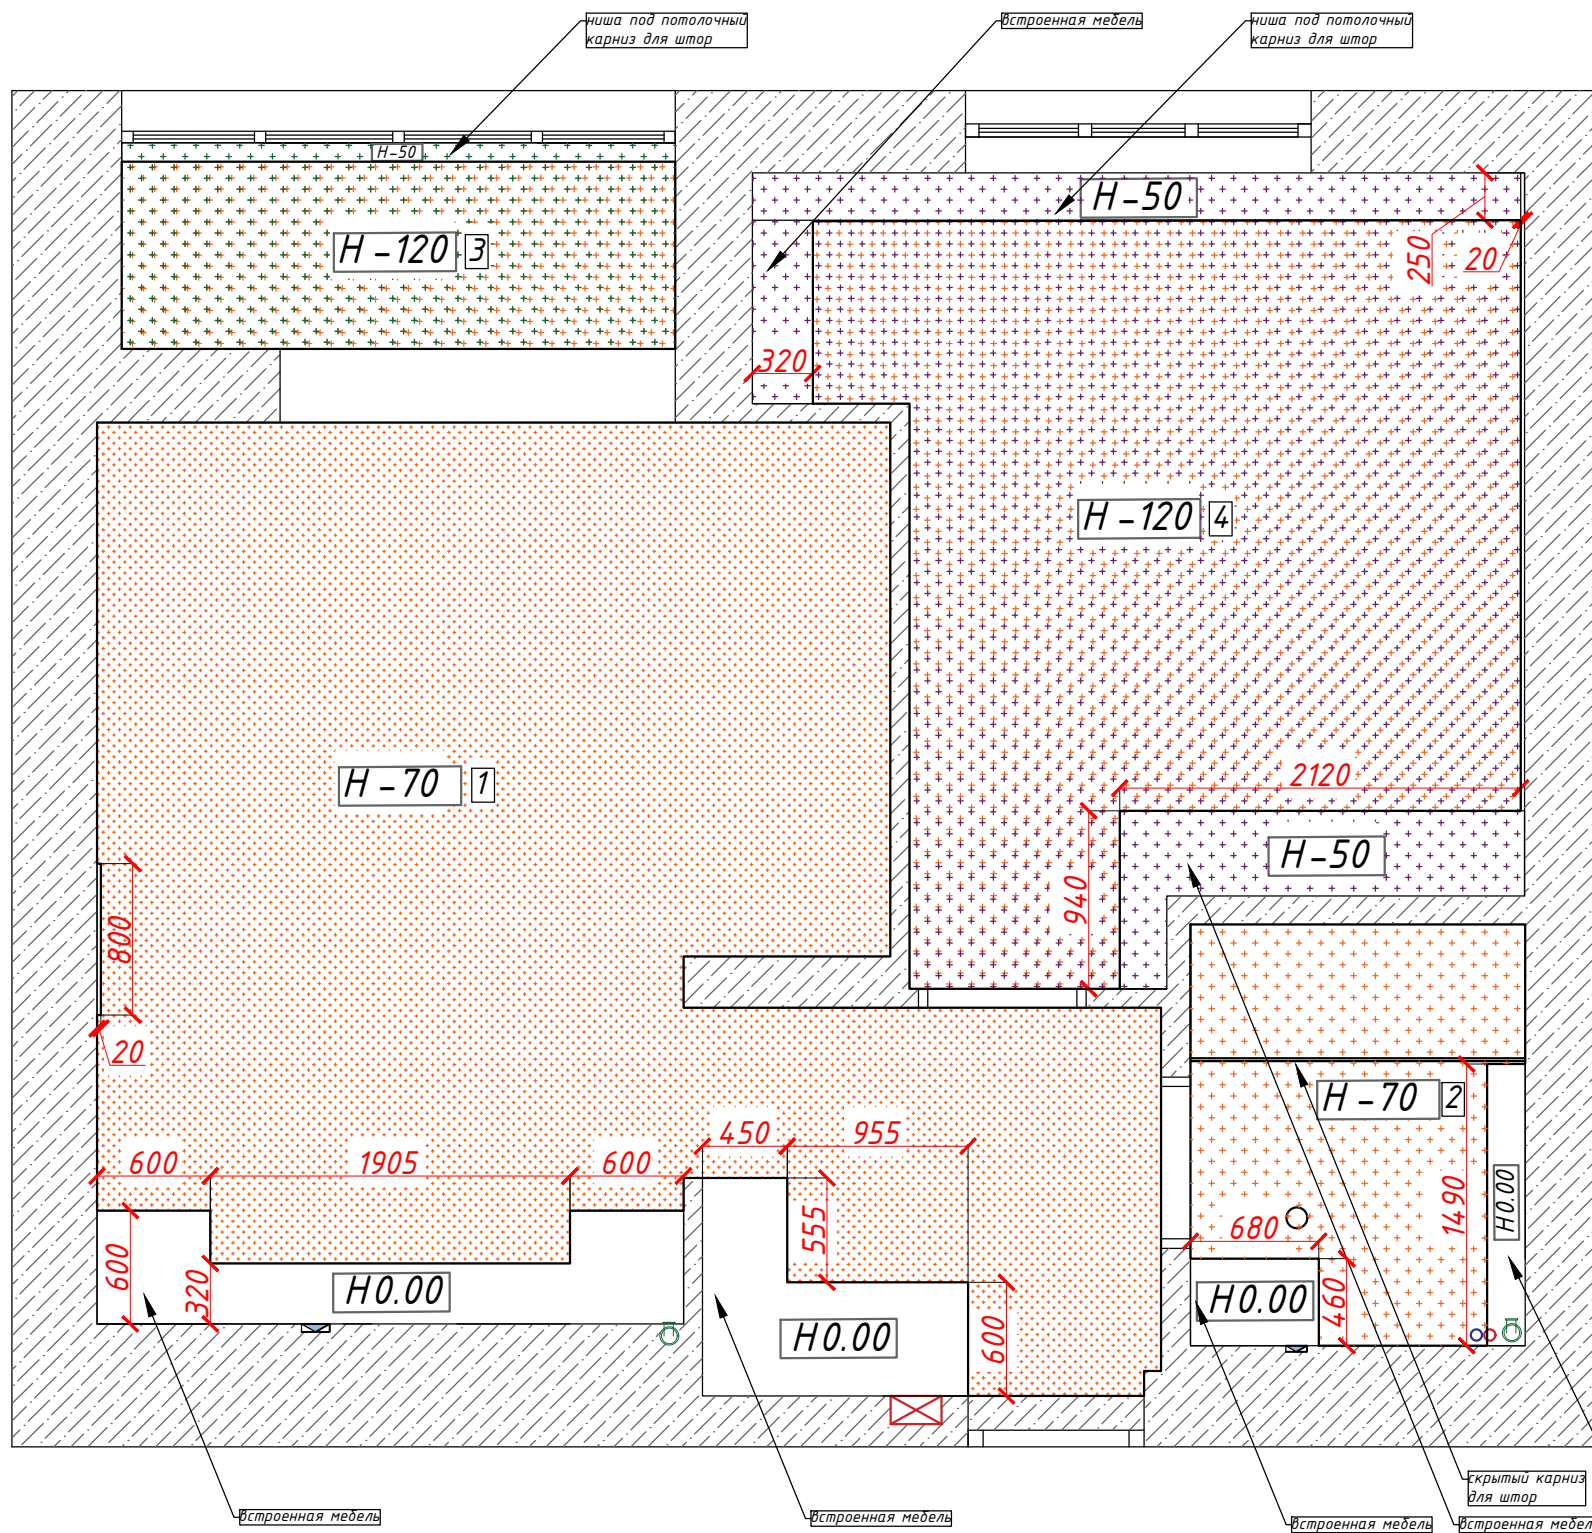 ниша под потолочный
карниз для штор
встроенная мебель
ниша под потолочный
карниз для штор
Н-50
Н-50
Н -120 3
250
20
320
Н -120 4
Н -70 1
2120
Н-50
940
800
20
Н -70 2
450
955
600
1905
600
1490
Н0.00
555
680
600
320
Н0.00
Н0.00
460
Н0.00
600
скрытый карниз
для штор
встроенная мебель
встроенная мебель
встроенная мебель
встроенная мебел